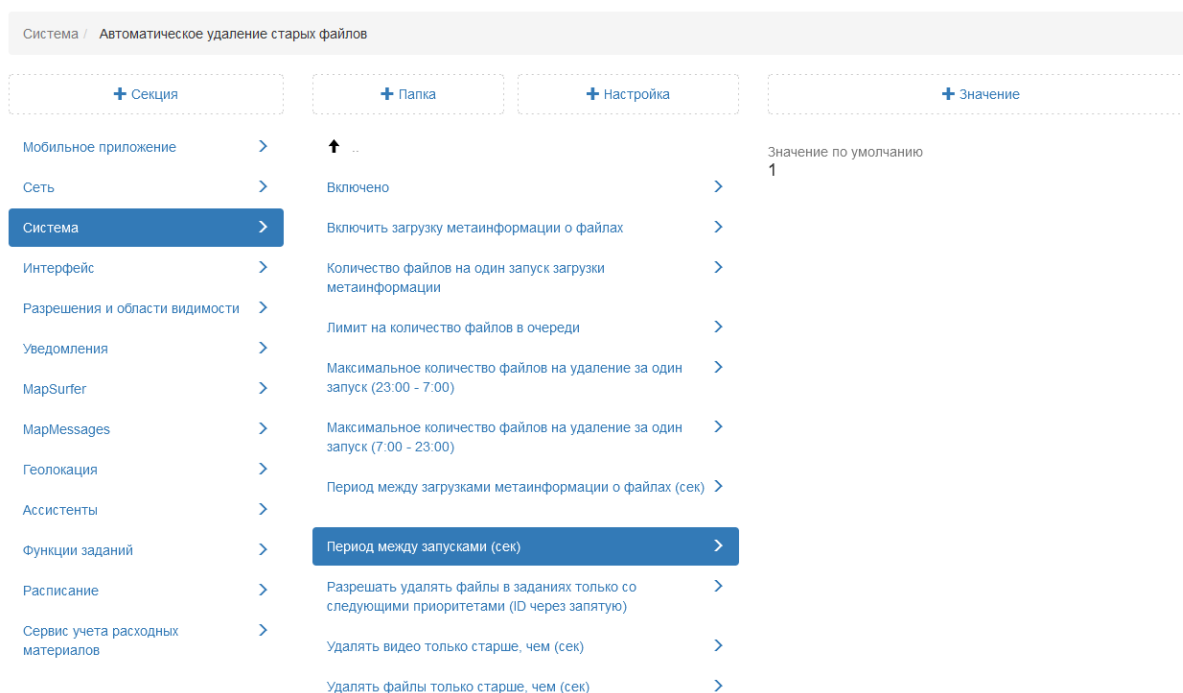 Система / Автоматическое удаление старых файлов
+ Секция
+ Папка
+ Настройка
+ Значение
Мобильное приложение
Сеть
Система
Интерфейс
Разрешения и области видимости
Уведомления
MapSurfer
MapMessages
Геолокация
Ассистенты
Функции заданий
Расписание
Сервис учета расходных
материалов
..
Включено
Включить загрузку метаинформации о файлах
Количество файлов на один запуск загрузки
метаинформации
Лимит на количество файлов в очереди
Максимальное количество файлов на удаление за один
запуск (23:00 - 7:00)
Максимальное количество файлов на удаление за один
запуск (7:00 - 23:00)
Период между загрузками метаинформации о файлах (сек)
Период между запусками (сек)
Разрешать удалять файлы в заданиях только со
следующими приоритетами (ID через запятую)
Удалять видео только старше, чем (сек)
Удалять файлы только старше, чем (сек)
Значение по умолчанию
1